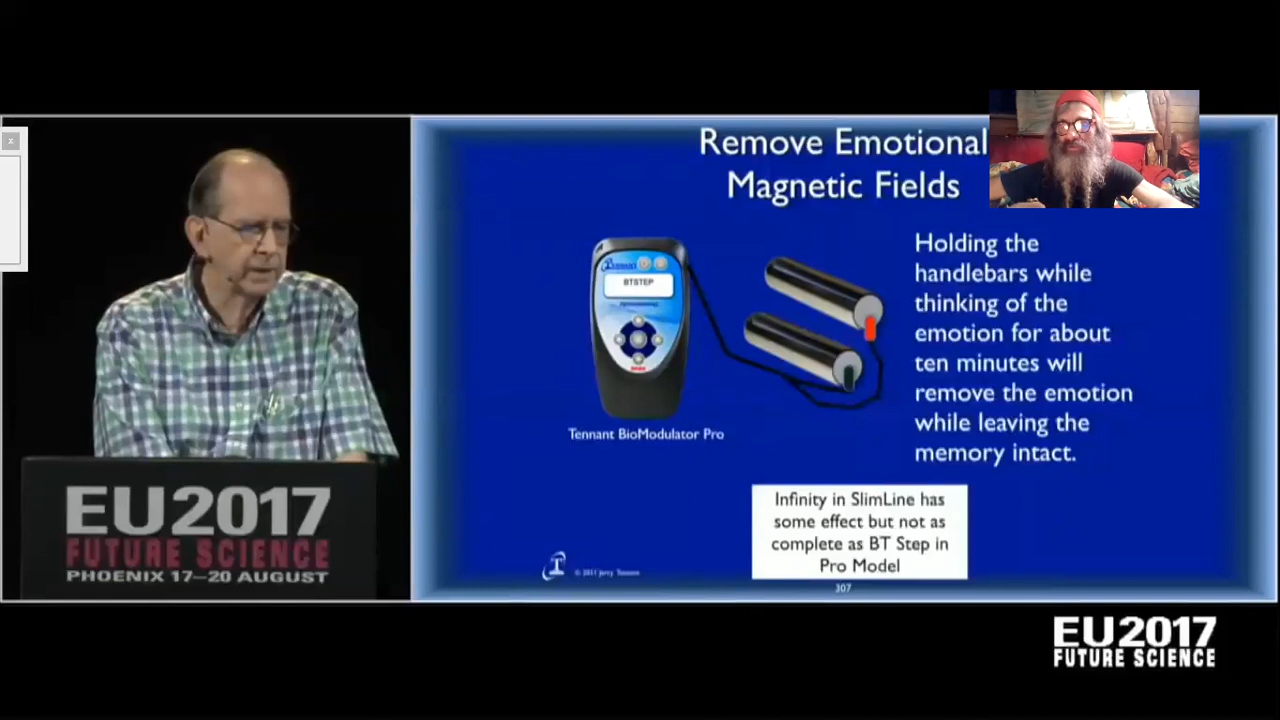 x
Remove Emotional
Magnetic Fields
Holding the
handlebars while
thinking of the
emotion for about
ten minutes will
remove the emotion
while leaving the
memory intact.
BTSTEP
Tennant BioModulator Pro
Infinity in SlimLine has
some effect but not as
complete as BT Step in
Pro Model
T
307
EU2017
FUTURE SCIENCE
PHOENIX 17–20 AUGUST
EU2017
FUTURE SCIENCE